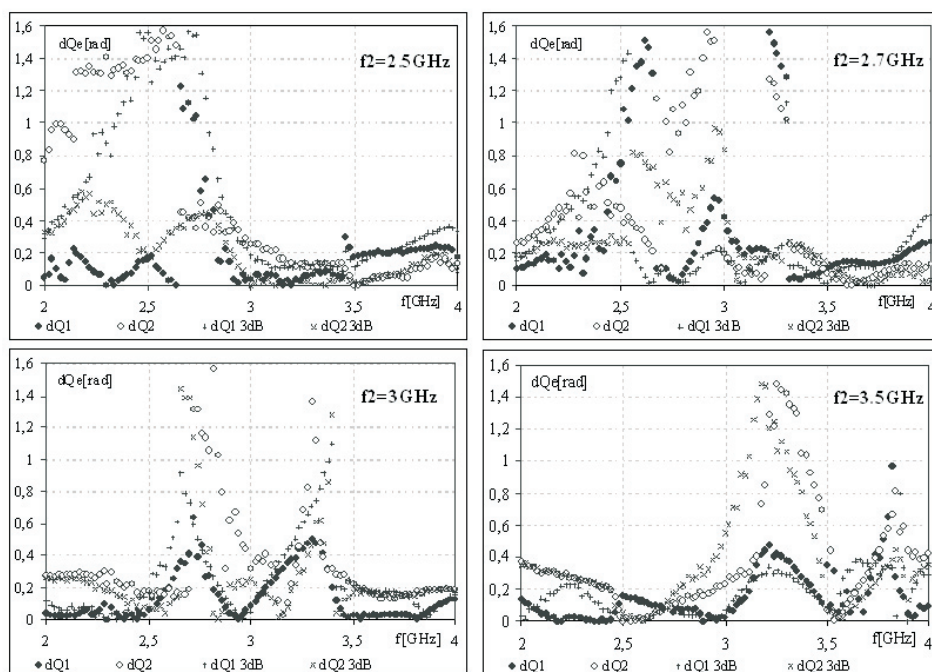 1,6
dQe[rad]
f2=2.5GHz
1,4
1,2
1
0,8
0,6
0,4
0,2
0
f[GHz]
2 2,5 3 3,5 4
dQ1 dQ2 dQ1 3dB dQ2 3dB
1,6
dQe[rad]
f2=2.7GHz
1,4
1,2
1
0,8
0,6
0,4
0,2
0
f[GHz]
2 2,5 3 3,5 4
dQ1 dQ2 dQ1 3dB dQ2 3dB
1,6
dQe[rad]
f2=3GHz
1,4
1,2
1
0,8
0,6
0,4
0,2
0
f[GHz]
2 2,5 3 3,5 4
dQ1 dQ2 dQ1 3dB dQ2 3dB
1,6
dQe[rad]
f2=3.5GHz
1,4
1,2
1
0,8
0,6
0,4
0,2
0
f[GHz]
2 2,5 3 3,5 4
dQ1 dQ2 dQ1 3dB dQ2 3dB